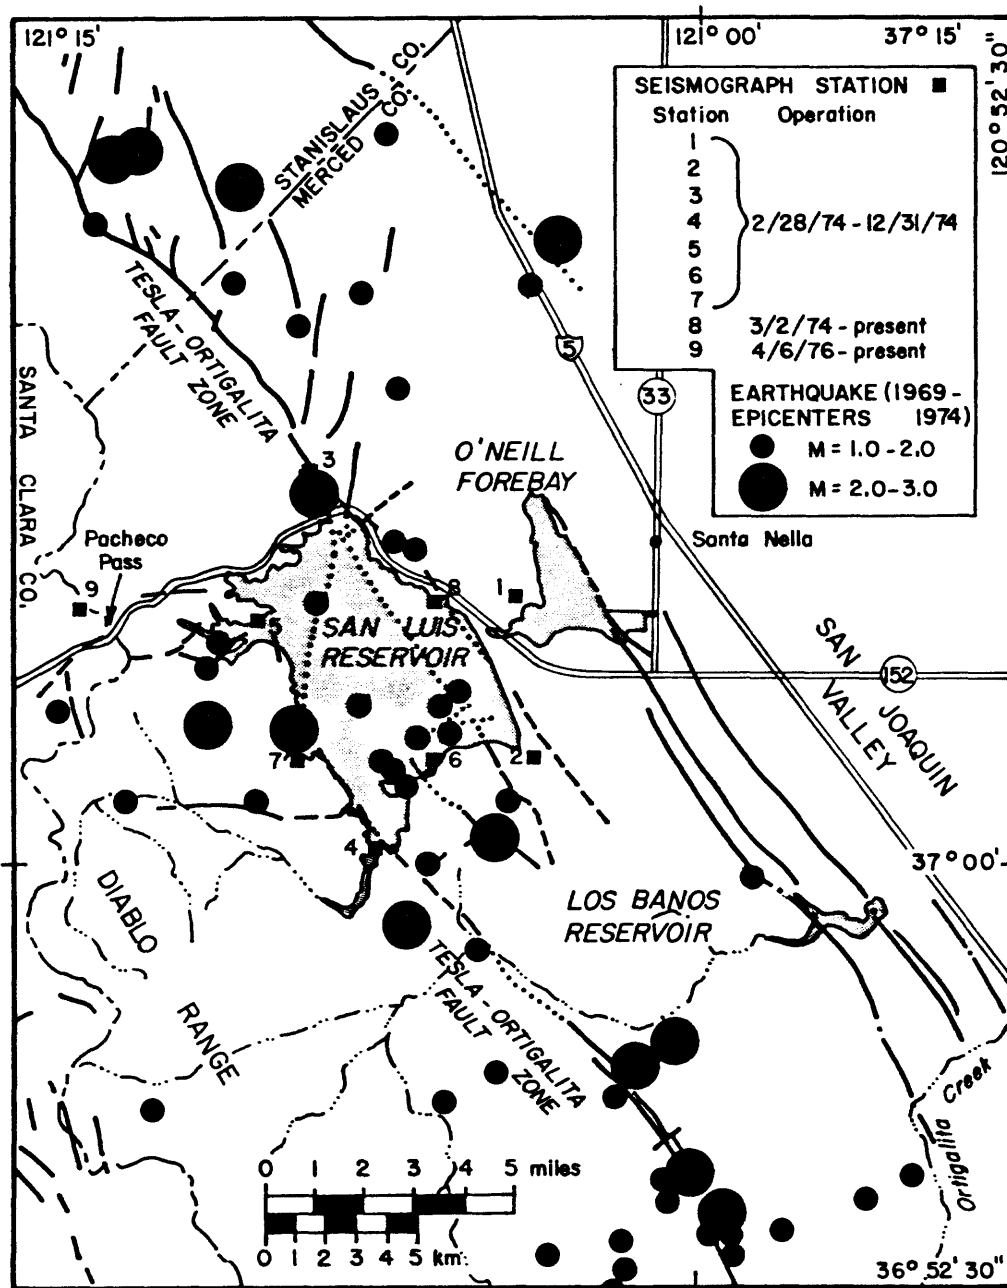 121° 15'
121° 00'
37° 15'
120° 52' 30"
SEISMOGRAPH STATION ■
Station Operation
1
2
3
4
5
6
7
2/28/74 - 12/31/74
8 3/2/74 - present
9 4/6/76 - present
EARTHQUAKE (1969 -
EPICENTERS 1974)
M = 1.0 - 2.0
M = 2.0 - 3.0
STANISLAUS CO.
MERCED CO.
TESLA - ORTIGALITA
FAULT ZONE
SANTA CLARA CO.
5
33
3
O'NEILL
FOREBAY
Santa Nella
Pacheco
Pass
9
8
1
5
SAN LUIS
RESERVOIR
SAN JOAQUIN
VALLEY
152
7
6
2
4
37° 00'
DIABLO
RANGE
LOS BANOS
RESERVOIR
TESLA - ORTIGALITA
FAULT ZONE
Ortigalita Creek
0 1 2 3 4 5 miles
0 1 2 3 4 5 km
36° 52' 30"